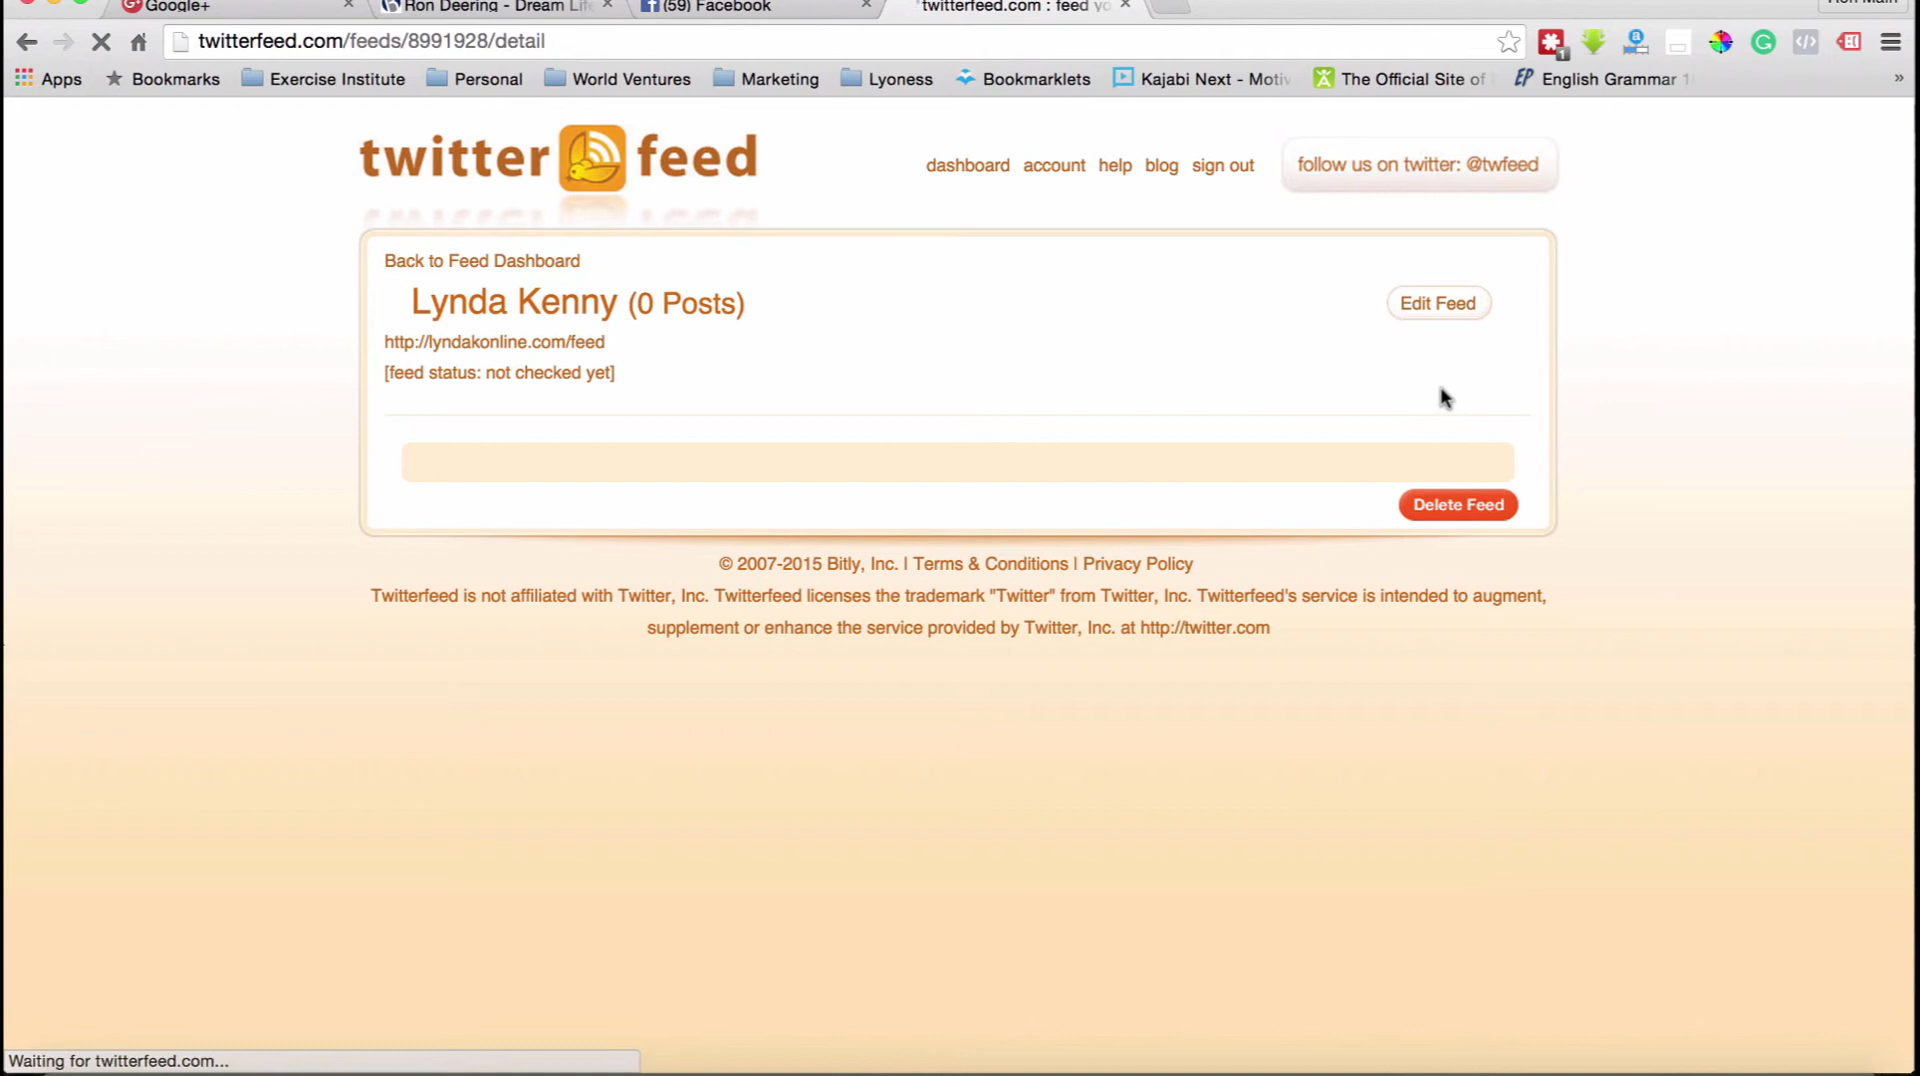 Google+
Ron Deering - Dream Life
(59) Facebook
twitterfeed.com : feed yo
Ron Main
twitterfeed.com/feeds/8991928/detail
1
Apps
Bookmarks
Exercise Institute
Personal
World Ventures
Marketing
Lyoness
Bookmarklets
Kajabi Next - Motiv
The Official Site of
English Grammar 1
»
twitter feed
dashboard account help blog sign out
follow us on twitter: @twfeed
Back to Feed Dashboard
Lynda Kenny (0 Posts)
Edit Feed
http://lyndakonline.com/feed
[feed status: not checked yet]
Delete Feed
© 2007-2015 Bitly, Inc. | Terms & Conditions | Privacy Policy
Twitterfeed is not affiliated with Twitter, Inc. Twitterfeed licenses the trademark "Twitter" from Twitter, Inc. Twitterfeed's service is intended to augment,
supplement or enhance the service provided by Twitter, Inc. at http://twitter.com
Waiting for twitterfeed.com...